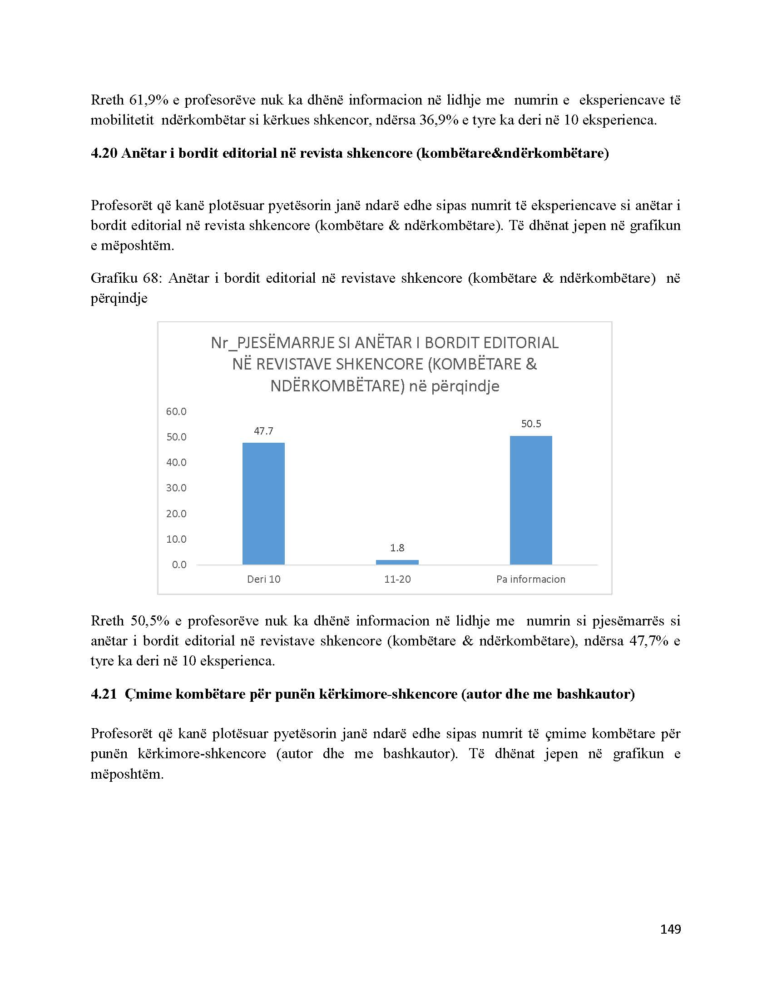 Rreth 61,9% e profesorëve nuk ka dhënë informacion në lidhje me numrin e eksperiencave të
mobilitetit ndërkombëtar si kërkues shkencor, ndërsa 36,9% e tyre ka deri në 10 eksperienca.
4.20 Anëtar i bordit editorial në revista shkencore (kombëtare&ndërkombëtare)
Profesorët që kanë plotësuar pyetësorin janë ndarë edhe sipas numrit të eksperiencave si anëtar i
bordit editorial në revista shkencore (kombëtare & ndërkombëtare). Të dhënat jepen në grafikun
e mëposhtëm.
Grafiku 68: Anëtar i bordit editorial në revistave shkencore (kombëtare & ndërkombëtare) në
përqindje
Nr_PJESËMARRJE SI ANËTAR I BORDIT EDITORIAL
NË REVISTAVE SHKENCORE (KOMBËTARE &
NDËRKOMBËTARE) në përqindje
60.0
50.0
40.0
30.0
20.0
10.0
0.0
47.7
1.8
50.5
Deri 10
11-20
Pa informacion
Rreth 50,5% e profesorëve nuk ka dhënë informacion në lidhje me numrin si pjesëmarrës si
anëtar i bordit editorial në revistave shkencore (kombëtare & ndërkombëtare), ndërsa 47,7% e
tyre ka deri në 10 eksperienca.
4.21 Çmime kombëtare për punën kërkimore-shkencore (autor dhe me bashkautor)
Profesorët që kanë plotësuar pyetësorin janë ndarë edhe sipas numrit të çmime kombëtare për
punën kërkimore-shkencore (autor dhe me bashkautor). Të dhënat jepen në grafikun e
mëposhtëm.
149